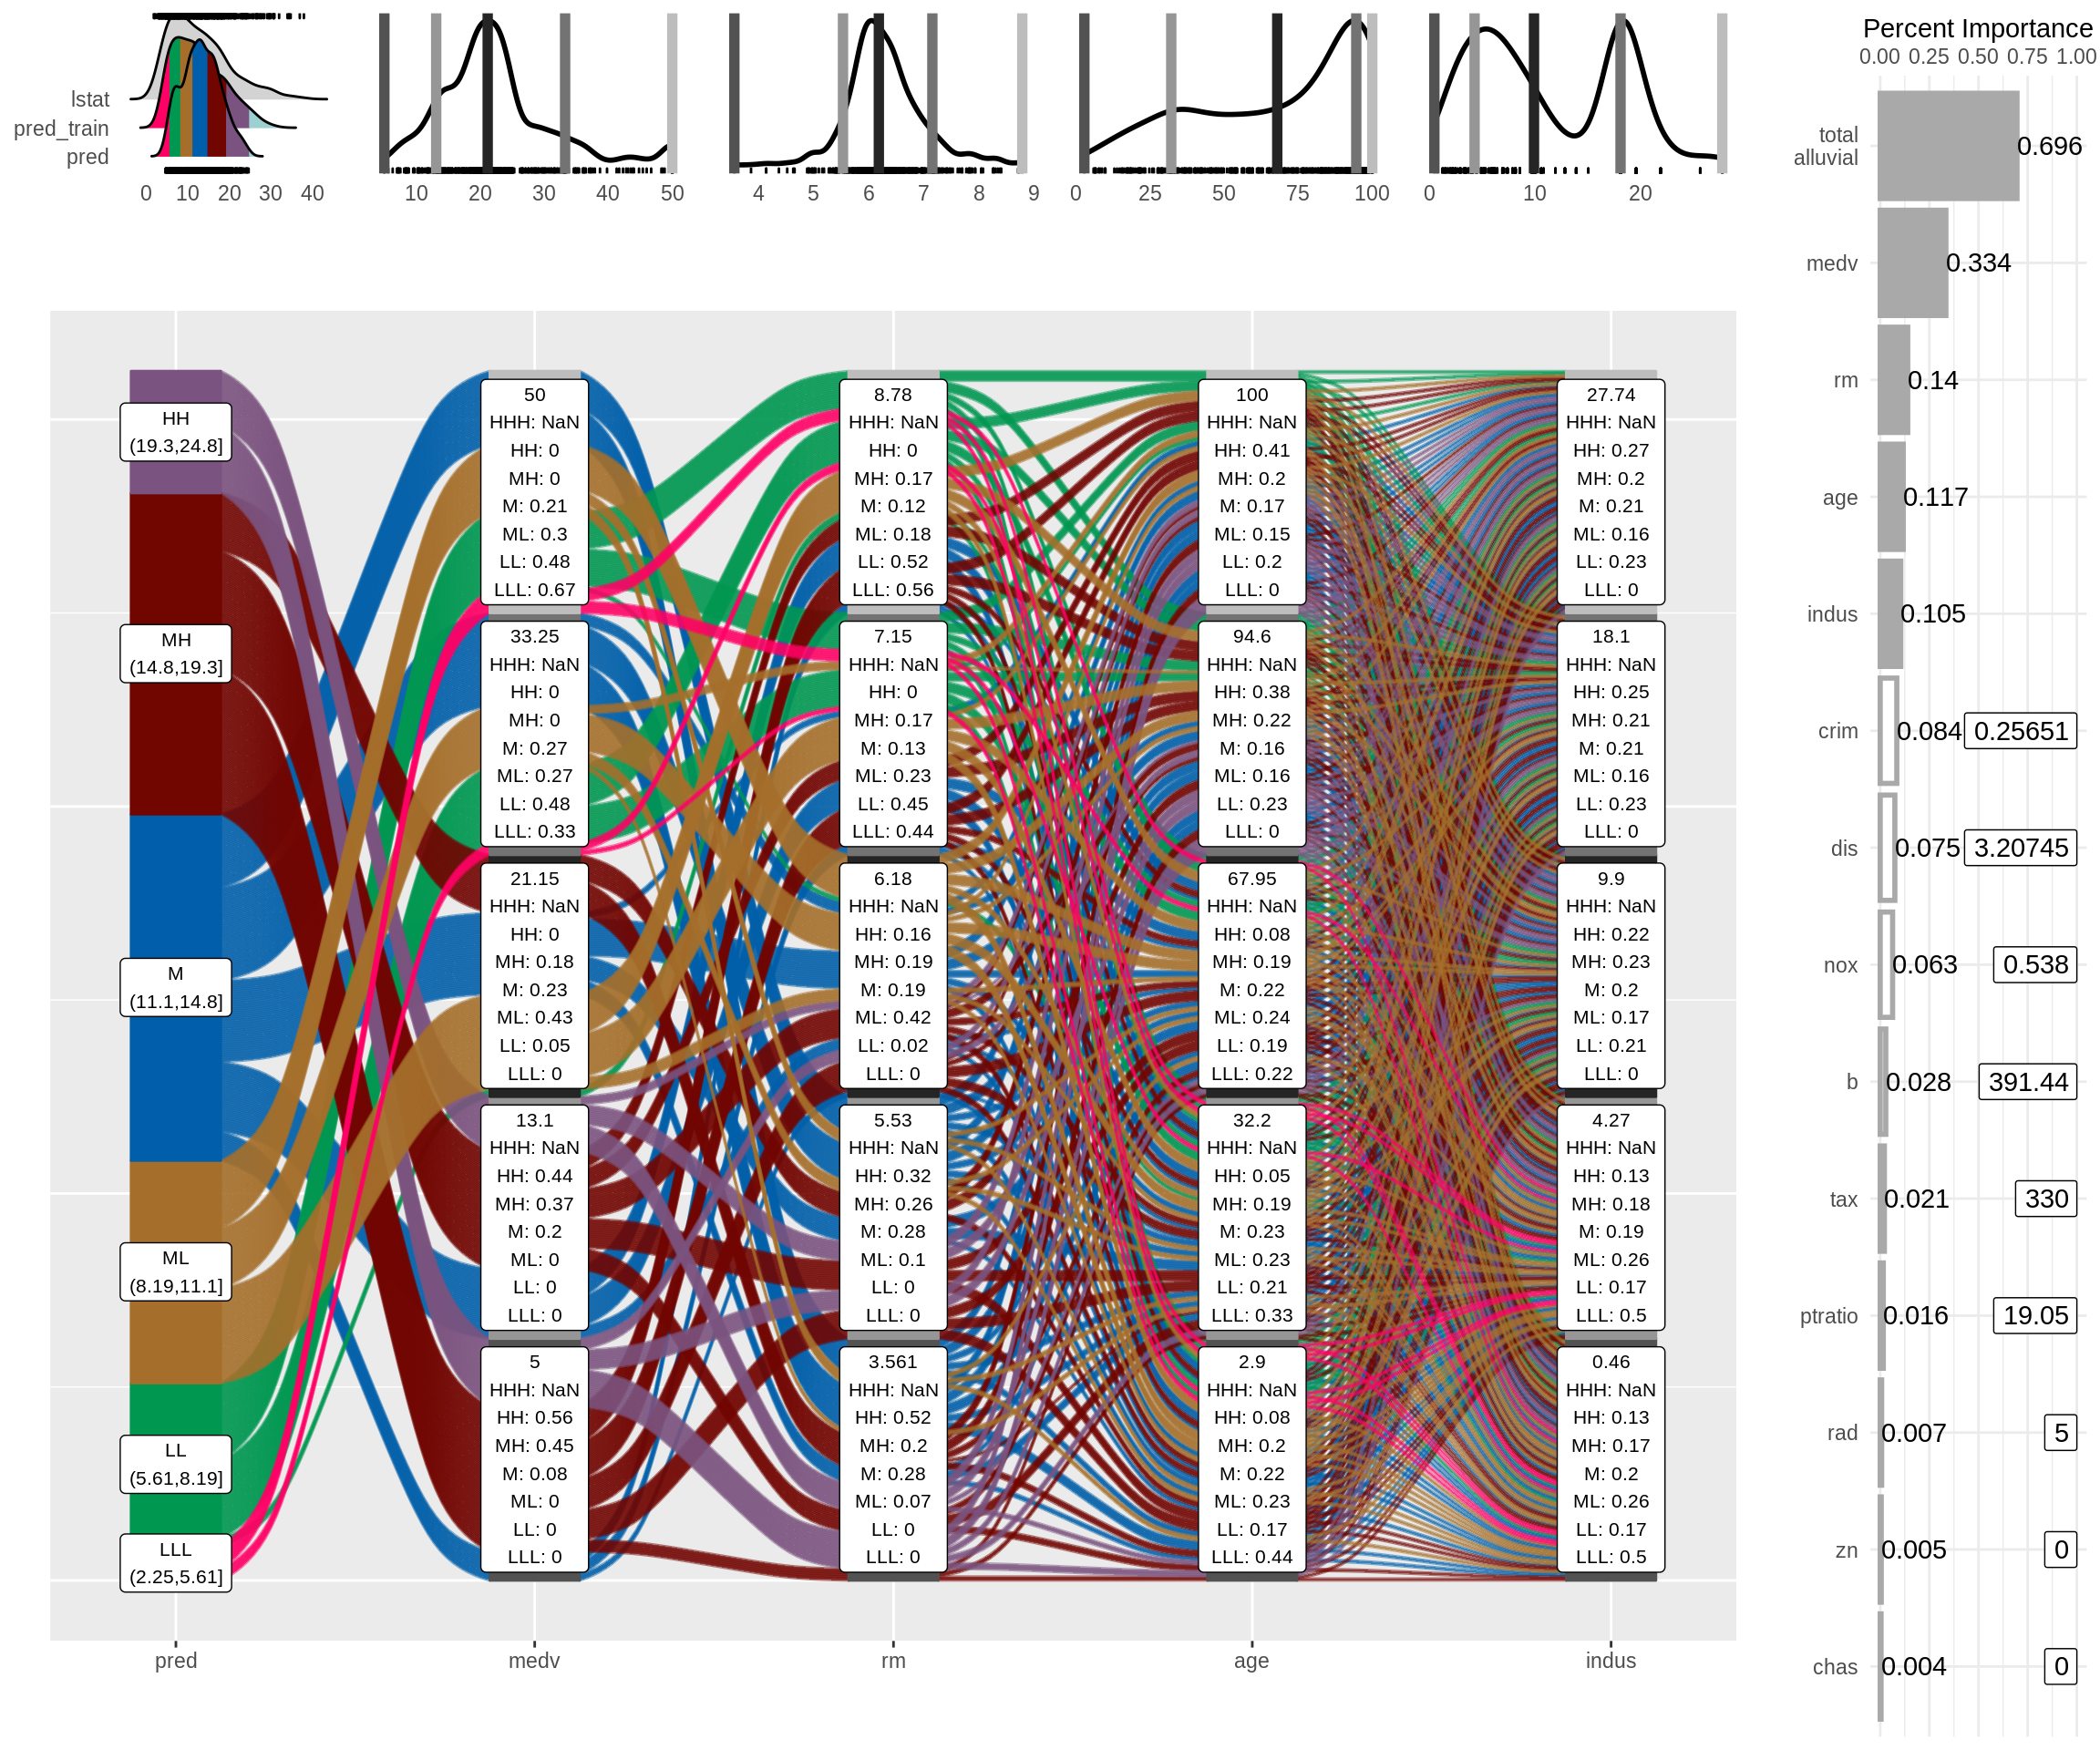 lstat
pred_train
pred
0 10 20 30 40
10 20 30 40 50
4 5 6 7 8 9
0 25 50 75 100
0 10 20
HH
(19.3,24.8]
MH
(14.8,19.3]
M
(11.1,14.8]
ML
(8.19,11.1]
LL
(5.61,8.19]
LLL
(2.25,5.61]
50
HHH: NaN
HH: 0
MH: 0
M: 0.21
ML: 0.3
LL: 0.48
LLL: 0.67
33.25
HHH: NaN
HH: 0
MH: 0
M: 0.27
ML: 0.27
LL: 0.48
LLL: 0.33
21.15
HHH: NaN
HH: 0
MH: 0.18
M: 0.23
ML: 0.43
LL: 0.05
LLL: 0
13.1
HHH: NaN
HH: 0.44
MH: 0.37
M: 0.2
ML: 0
LL: 0
LLL: 0
5
HHH: NaN
HH: 0.56
MH: 0.45
M: 0.08
ML: 0
LL: 0
LLL: 0
8.78
HHH: NaN
HH: 0
MH: 0.17
M: 0.12
ML: 0.18
LL: 0.52
LLL: 0.56
7.15
HHH: NaN
HH: 0
MH: 0.17
M: 0.13
ML: 0.23
LL: 0.45
LLL: 0.44
6.18
HHH: NaN
HH: 0.16
MH: 0.19
M: 0.19
ML: 0.42
LL: 0.02
LLL: 0
5.53
HHH: NaN
HH: 0.32
MH: 0.26
M: 0.28
ML: 0.1
LL: 0
LLL: 0
3.561
HHH: NaN
HH: 0.52
MH: 0.2
M: 0.28
ML: 0.07
LL: 0
LLL: 0
100
HHH: NaN
HH: 0.41
MH: 0.2
M: 0.17
ML: 0.15
LL: 0.2
LLL: 0
94.6
HHH: NaN
HH: 0.38
MH: 0.22
M: 0.16
ML: 0.16
LL: 0.23
LLL: 0
67.95
HHH: NaN
HH: 0.08
MH: 0.19
M: 0.22
ML: 0.24
LL: 0.19
LLL: 0.22
32.2
HHH: NaN
HH: 0.05
MH: 0.19
M: 0.23
ML: 0.23
LL: 0.21
LLL: 0.33
2.9
HHH: NaN
HH: 0.08
MH: 0.2
M: 0.22
ML: 0.23
LL: 0.17
LLL: 0.44
27.74
HHH: NaN
HH: 0.27
MH: 0.2
M: 0.21
ML: 0.16
LL: 0.23
LLL: 0
18.1
HHH: NaN
HH: 0.25
MH: 0.21
M: 0.21
ML: 0.16
LL: 0.23
LLL: 0
9.9
HHH: NaN
HH: 0.22
MH: 0.23
M: 0.2
ML: 0.17
LL: 0.21
LLL: 0
4.27
HHH: NaN
HH: 0.13
MH: 0.18
M: 0.19
ML: 0.26
LL: 0.17
LLL: 0.5
0.46
HHH: NaN
HH: 0.13
MH: 0.17
M: 0.2
ML: 0.26
LL: 0.17
LLL: 0.5
pred medv rm age indus
Percent Importance
0.00 0.25 0.50 0.75 1.00
total
alluvial 0.696
medv 0.334
rm 0.14
age 0.117
indus 0.105
crim 0.084 0.25651
dis 0.075 3.20745
nox 0.063 0.538
b 0.028 391.44
tax 0.021 330
ptratio 0.016 19.05
rad 0.007 5
zn 0.005 0
chas 0.004 0